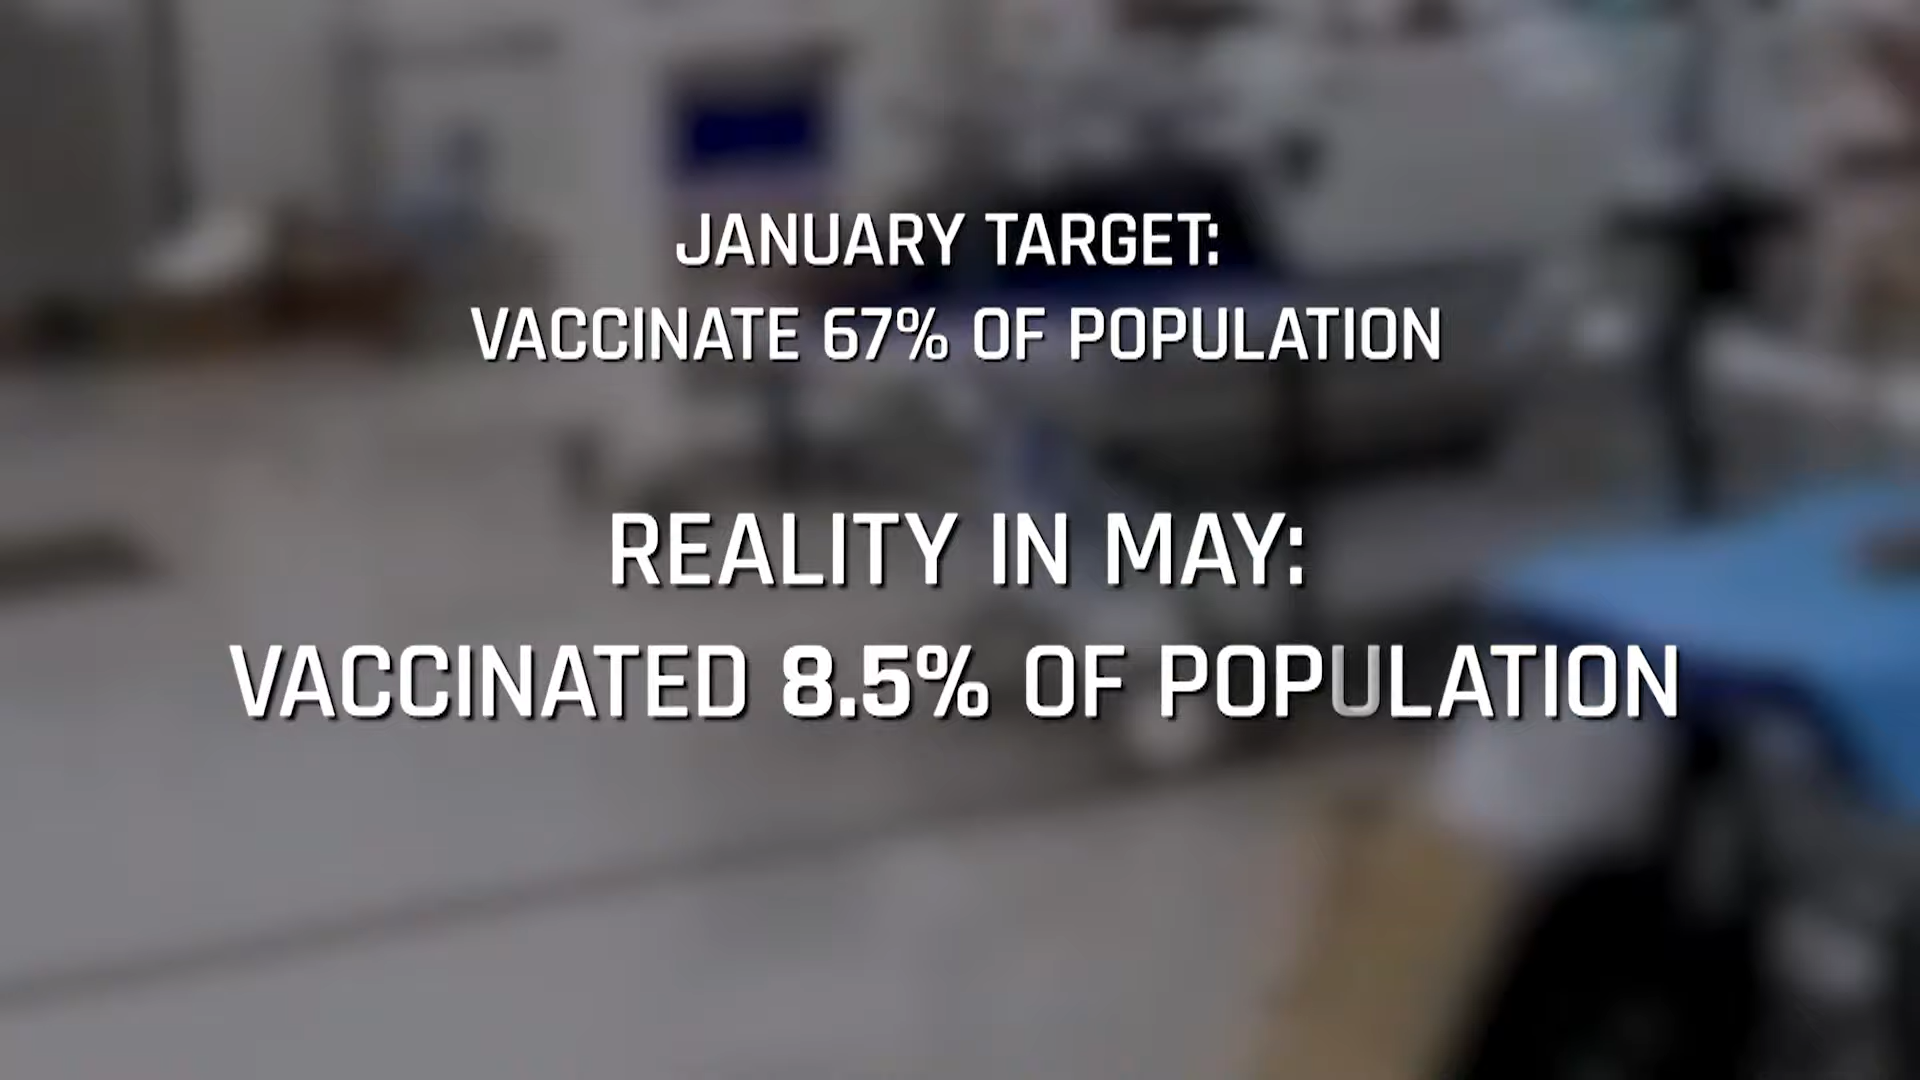 JANUARY TARGET:
VACCINATE 67% OF POPULATION
REALITY IN MAY:
VACCINATED 8.5% OF POPULATION